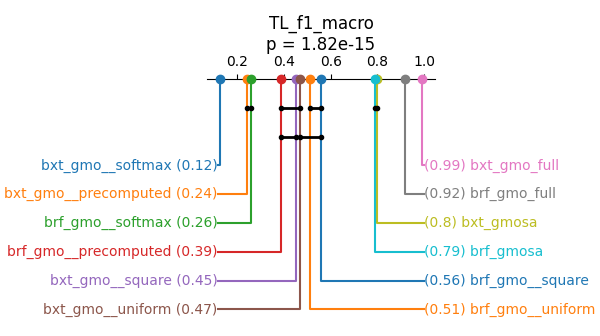 TL_f1_macro
p = 1.82e-15
0.2 0.4 0.6 0.8 1.0
bxt_gmo__softmax (0.12)
(0.99) bxt_gmo_full
bxt_gmo__precomputed (0.24)
(0.92) brf_gmo_full
brf_gmo__softmax (0.26)
(0.8) bxt_gmosa
brf_gmo__precomputed (0.39)
(0.79) brf_gmosa
bxt_gmo__square (0.45)
(0.56) brf_gmo__square
bxt_gmo__uniform (0.47)
(0.51) brf_gmo__uniform